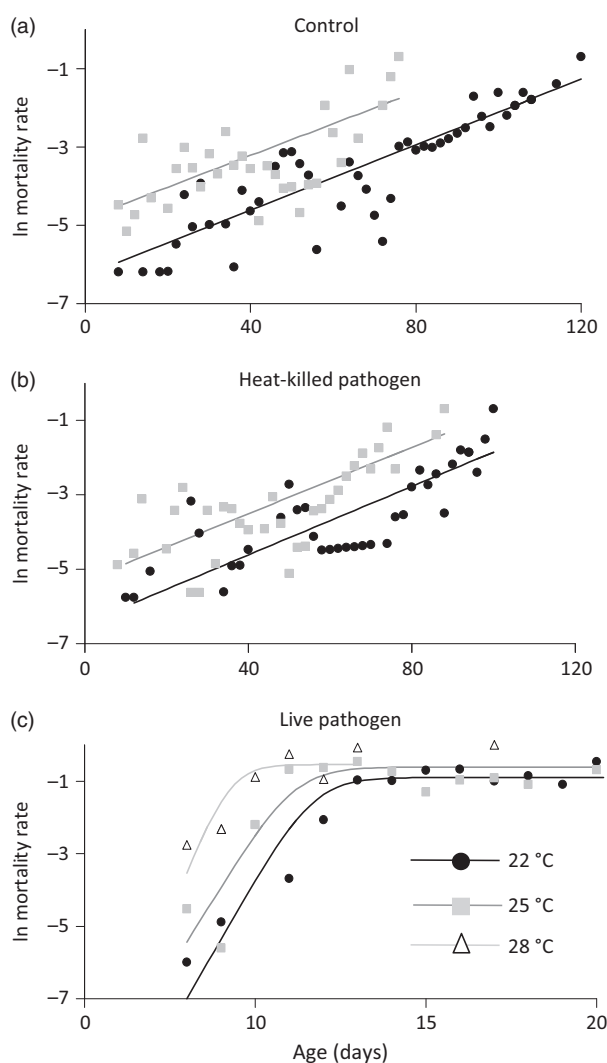 (a)
Control
ln mortality rate
–1
–3
–5
–7
0
40
80
120
(b)
Heat-killed pathogen
ln mortality rate
–1
–3
–5
–7
0
40
80
120
(c)
Live pathogen
ln mortality rate
–1
–3
–5
–7
22 °C
25 °C
28 °C
0
10
15
20
Age (days)